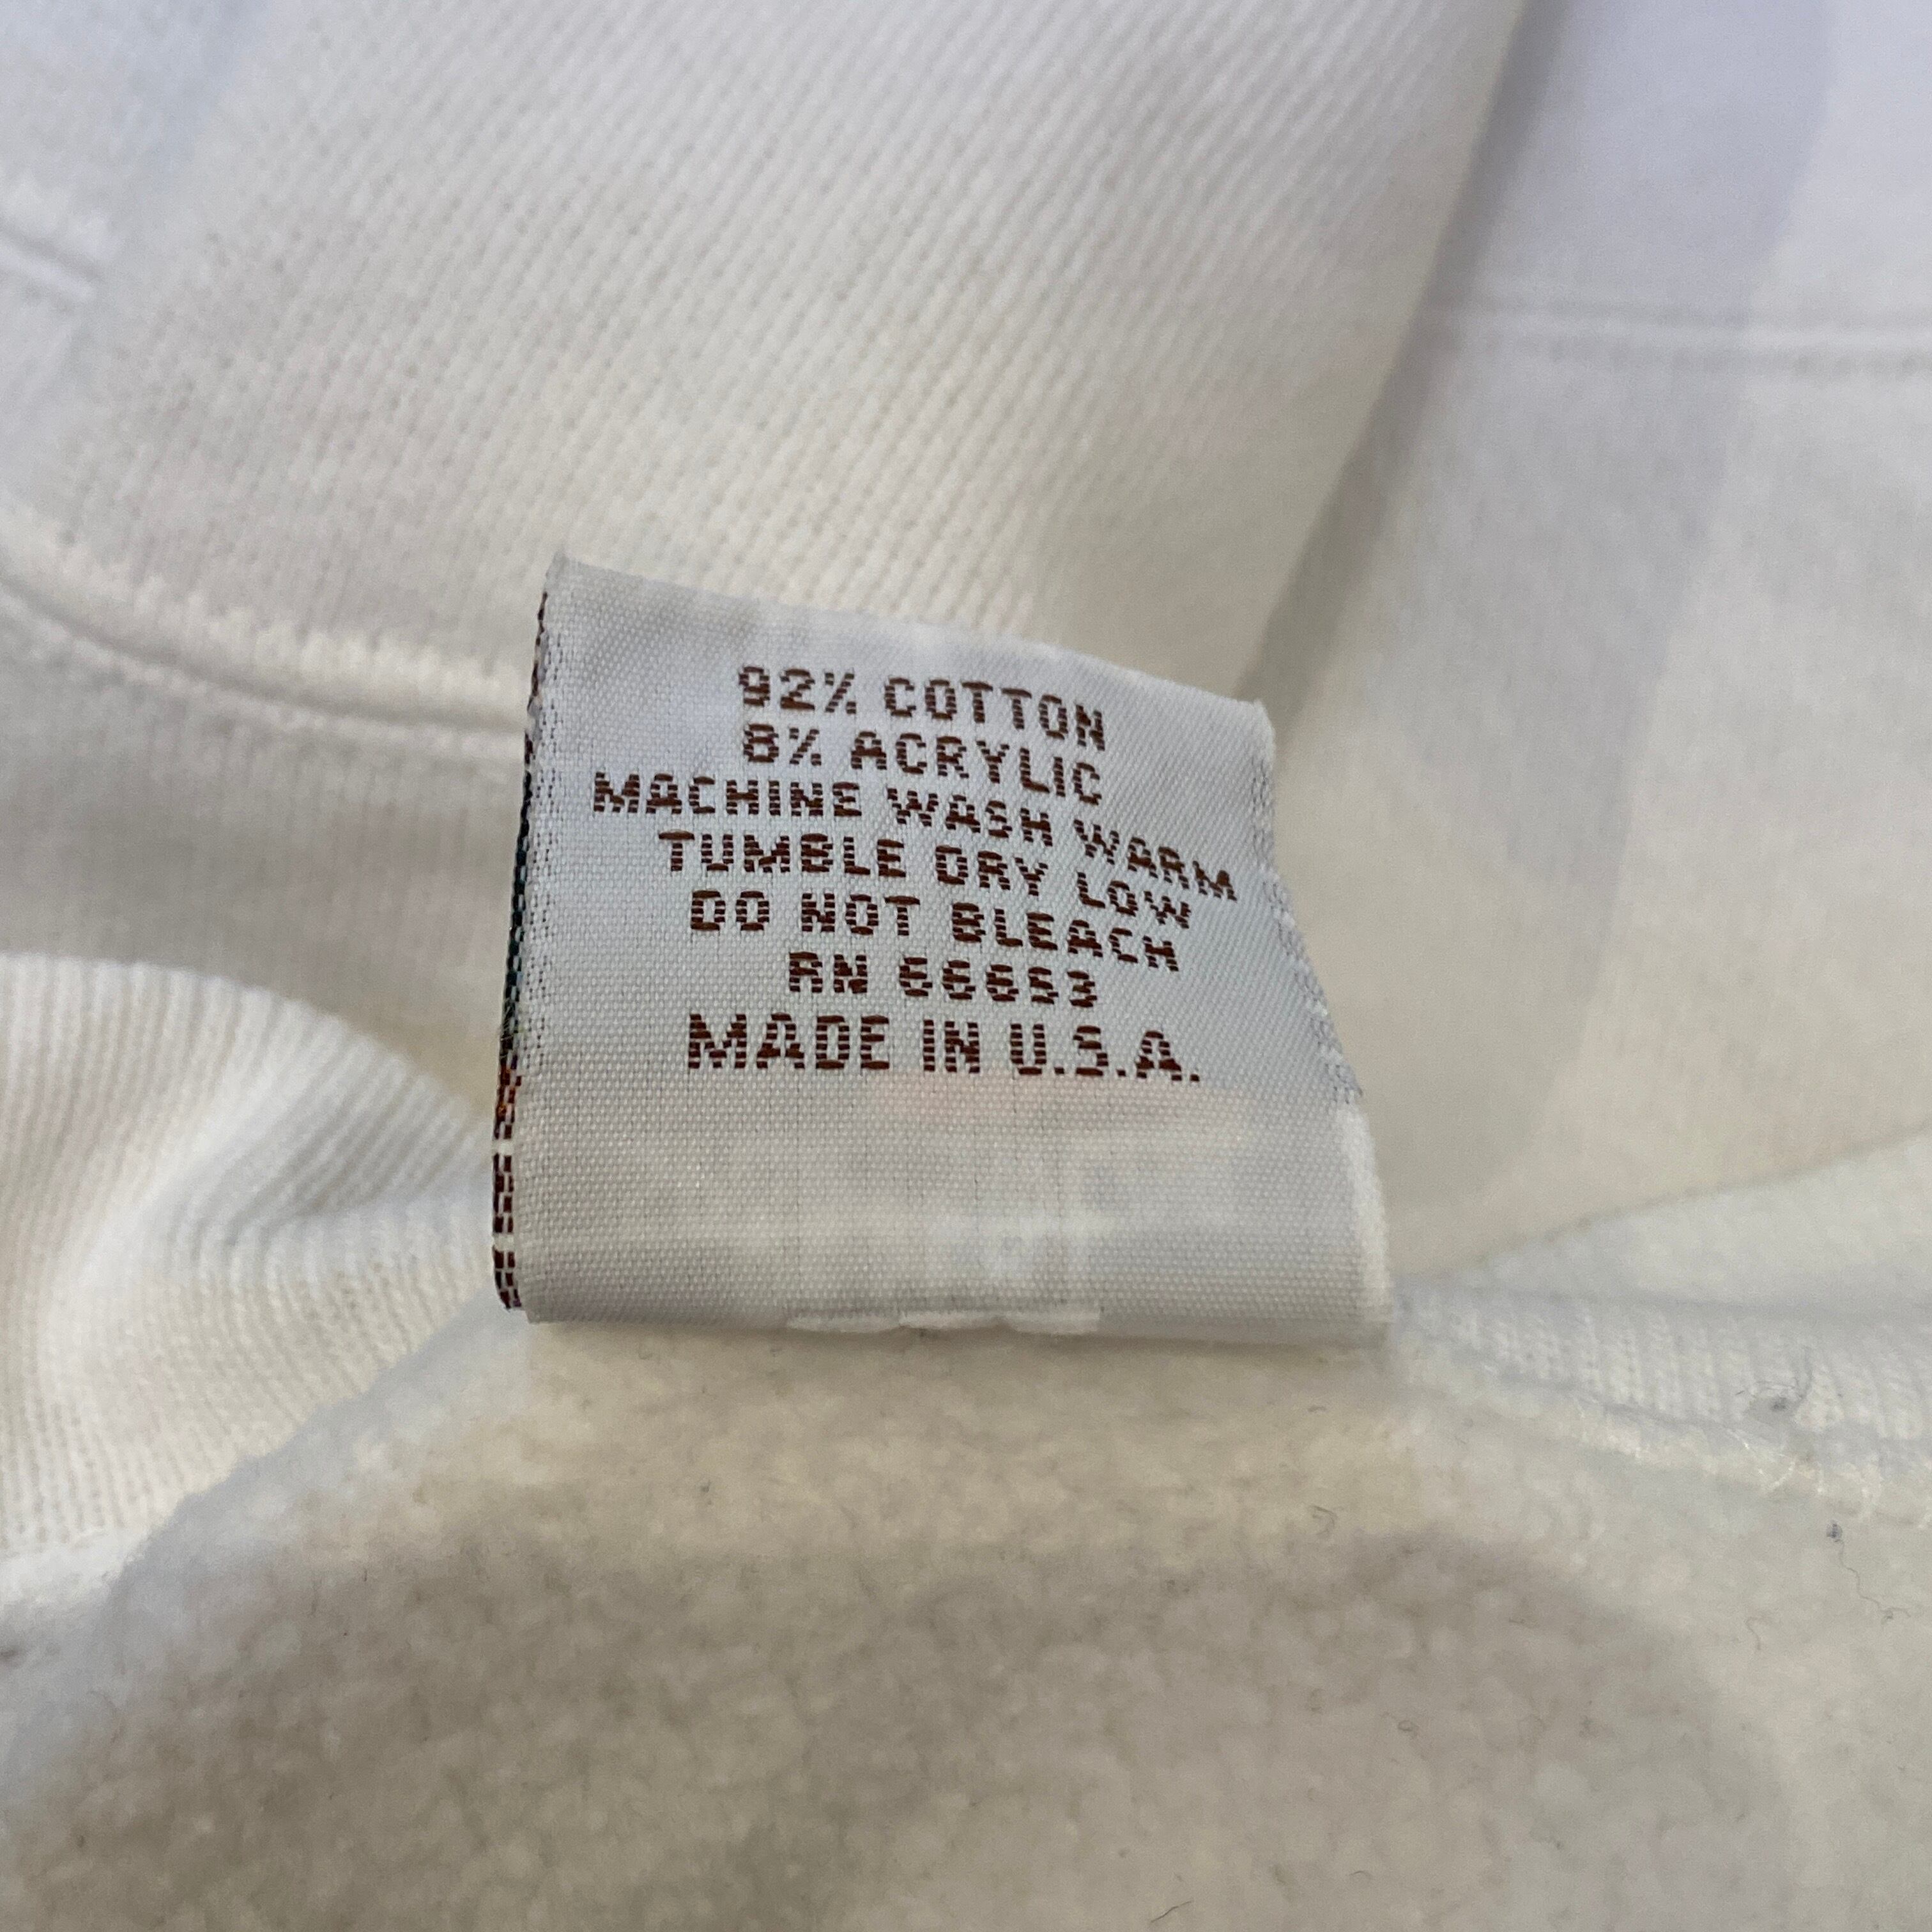 92% COTTON
8% ACRYLIC
MACHINE WASH WARM
TUMBLE DRY LOW
DO NOT BLEACH
RN 66653
MADE IN U.S.A.